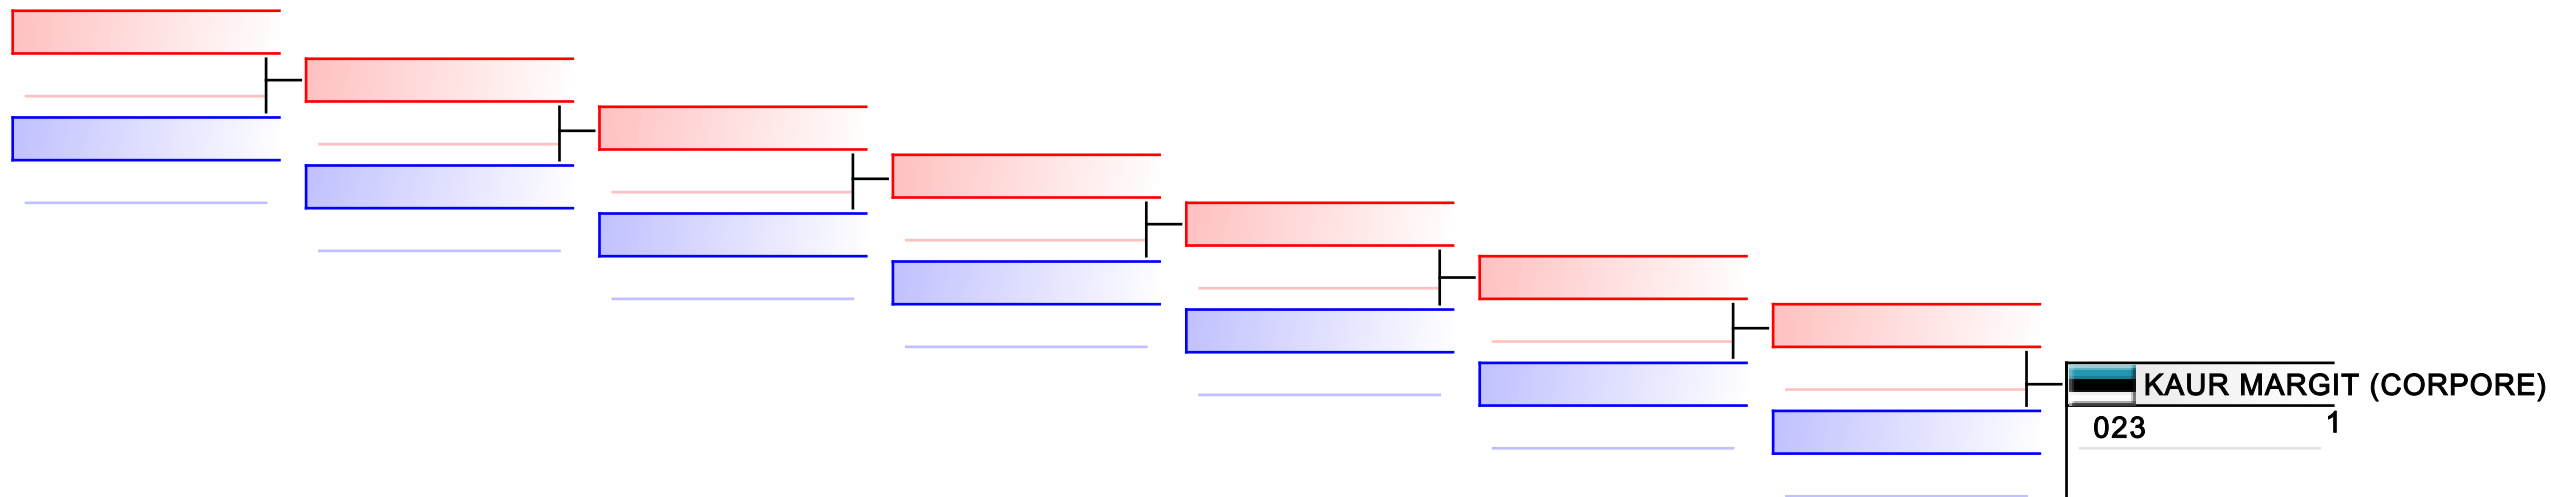 KAUR MARGIT (CORPORE)
023 1